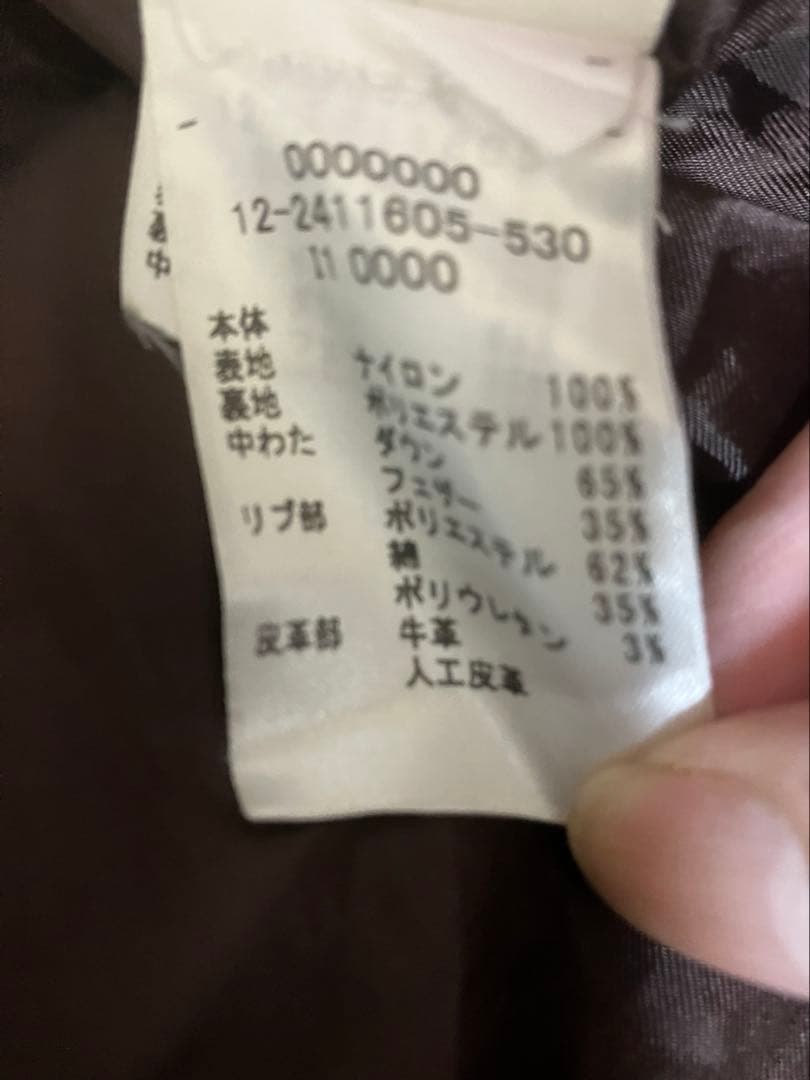 0000000
12-2411605-530
11 0000
本体
表地 ナイロン 100%
裏地 ポリエステル 100%
中わた ダウン 65%
フェザー 35%
リブ部 ポリエステル 62%
綿 35%
ポリウレタン 3%
皮革部 牛革
人工皮革